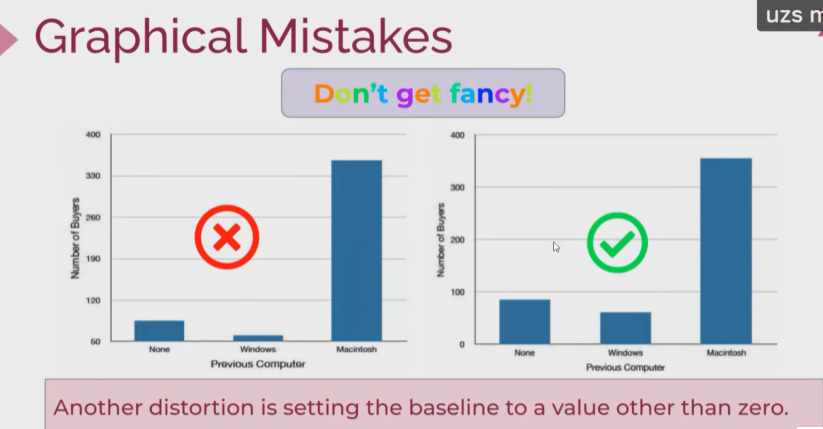 uzs m
Graphical Mistakes
Don't get fancy!
400
330
260
190
120
50
Number of Buyers
None
Windows
Macintosh
Previous Computer
400
300
200
100
0
Number of Buyers
None
Windows
Macintosh
Previous Computer
Another distortion is setting the baseline to a value other than zero.